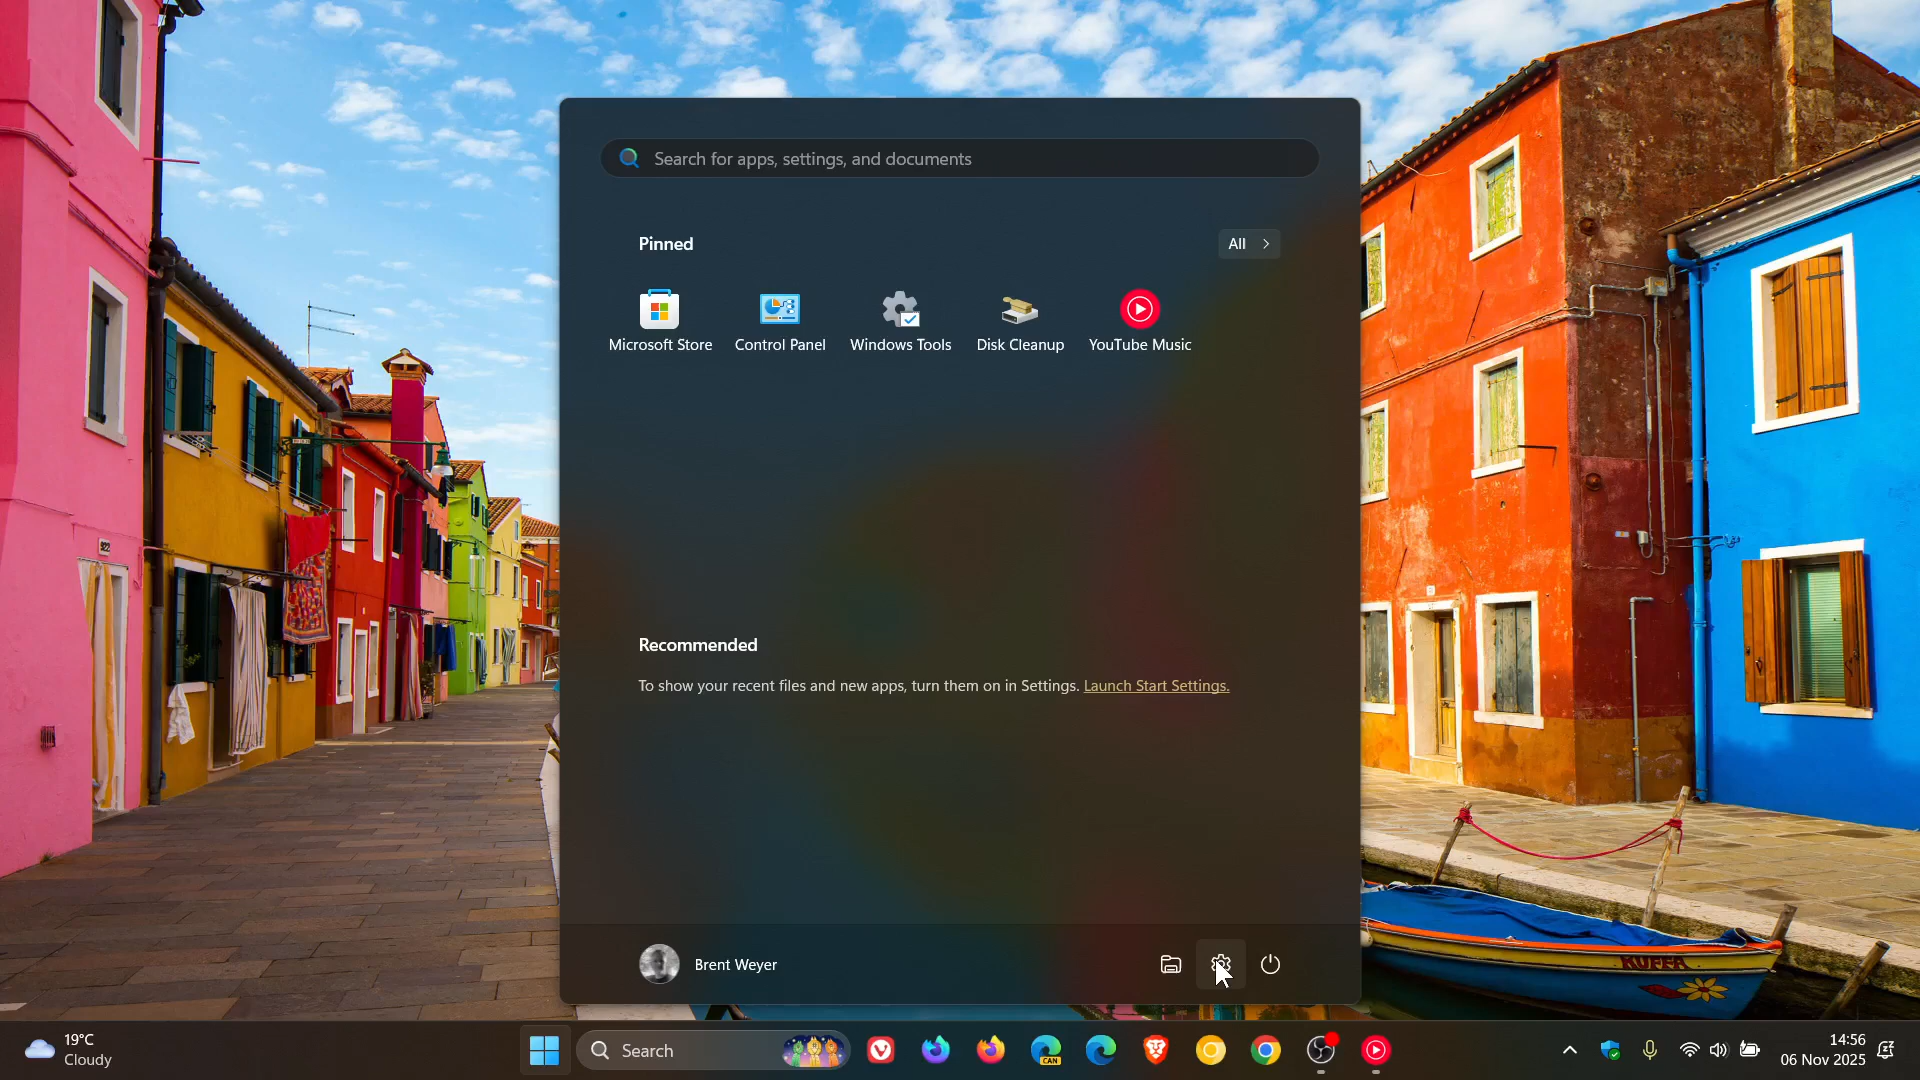 Search for apps, settings, and documents
Pinned
All
Microsoft Store
Control Panel
Windows Tools
Disk Cleanup
YouTube Music
Recommended
To show your recent files and new apps, turn them on in Settings. Launch Start Settings.
Brent Weyer
KUFFA
19°C
Cloudy
Search
CAN
14:56
06 Nov 2025